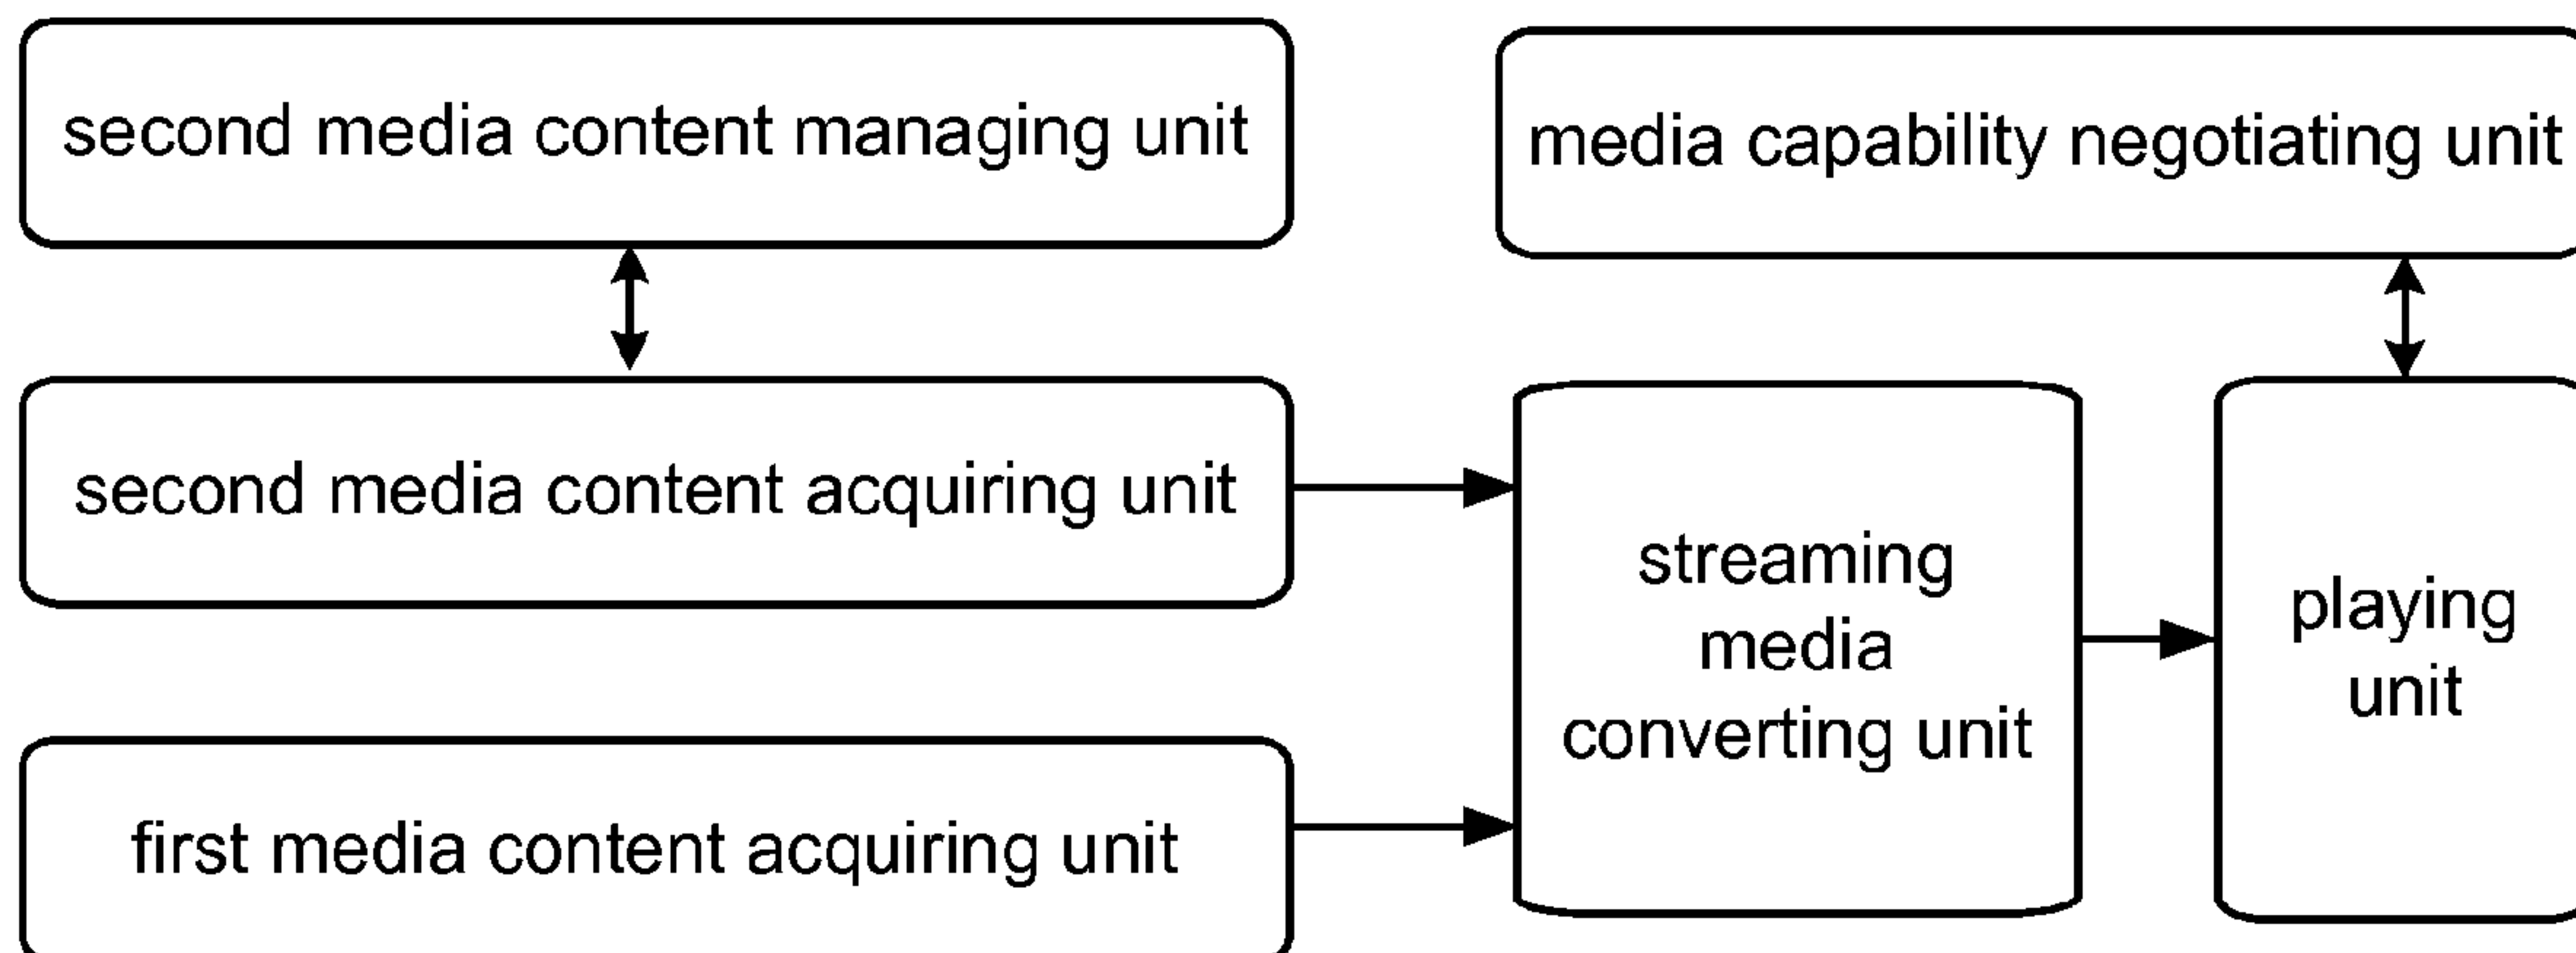 second media content managing unit
media capability negotiating unit
second media content acquiring unit
streaming
media
converting unit
playing
unit
first media content acquiring unit